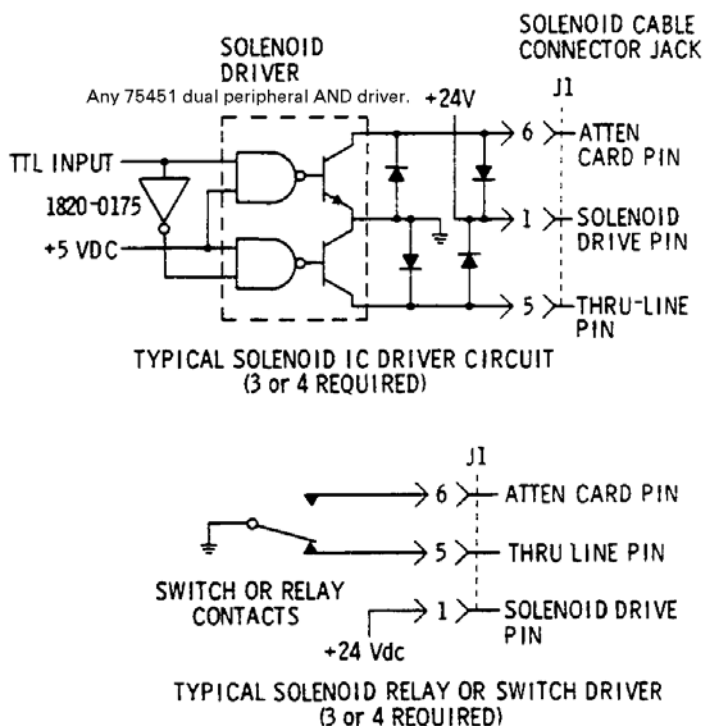 SOLENOID CABLE
CONNECTOR JACK
SOLENOID
DRIVER
Any 75451 dual peripheral AND driver.
+24V
J1
6
ATTEN
CARD PIN
TTL INPUT
1820-0175
1
SOLENOID
DRIVE PIN
+5 VDC
5
THRU-LINE
PIN
TYPICAL SOLENOID IC DRIVER CIRCUIT
(3 or 4 REQUIRED)
J1
6
ATTEN CARD PIN
5
THRU LINE PIN
SWITCH OR RELAY
CONTACTS
1
SOLENOID DRIVE
PIN
+24 Vdc
TYPICAL SOLENOID RELAY OR SWITCH DRIVER
(3 or 4 REQUIRED)